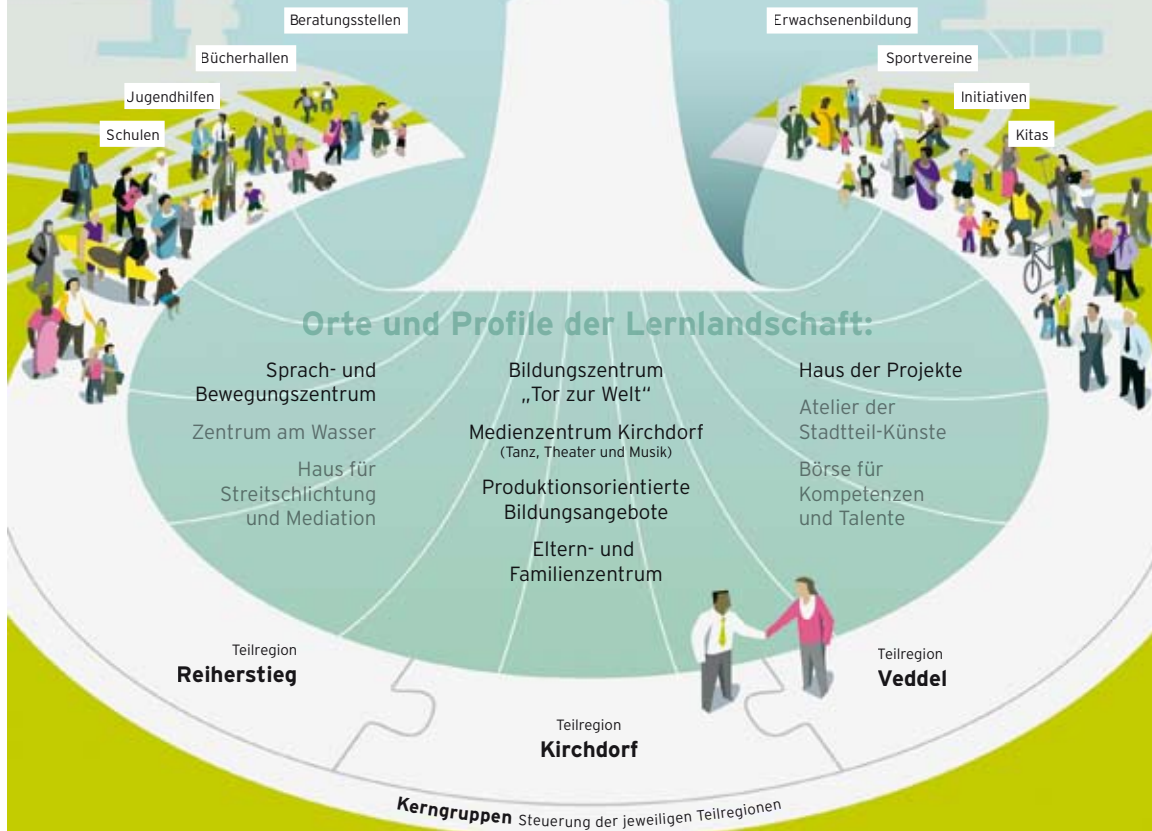 Beratungsstellen
Bücherhallen
Jugendhilfen
Schulen
Erwachsenenbildung
Sportvereine
Initiativen
Kitas
Orte und Profile der Lernlandschaft:
Sprach- und
Bewegungszentrum
Zentrum am Wasser
Haus für
Streitschlichtung
und Mediation
Bildungszentrum
„Tor zur Welt“
Medienzentrum Kirchdorf
(Tanz, Theater und Musik)
Produktionsorientierte
Bildungsangebote
Eltern- und
Familienzentrum
Haus der Projekte
Atelier der
Stadtteil-Künste
Börse für
Kompetenzen
und Talente
Teilregion
Reiherstieg
Teilregion
Kirchdorf
Teilregion
Veddel
Kerngruppen Steuerung der jeweiligen Teilregionen